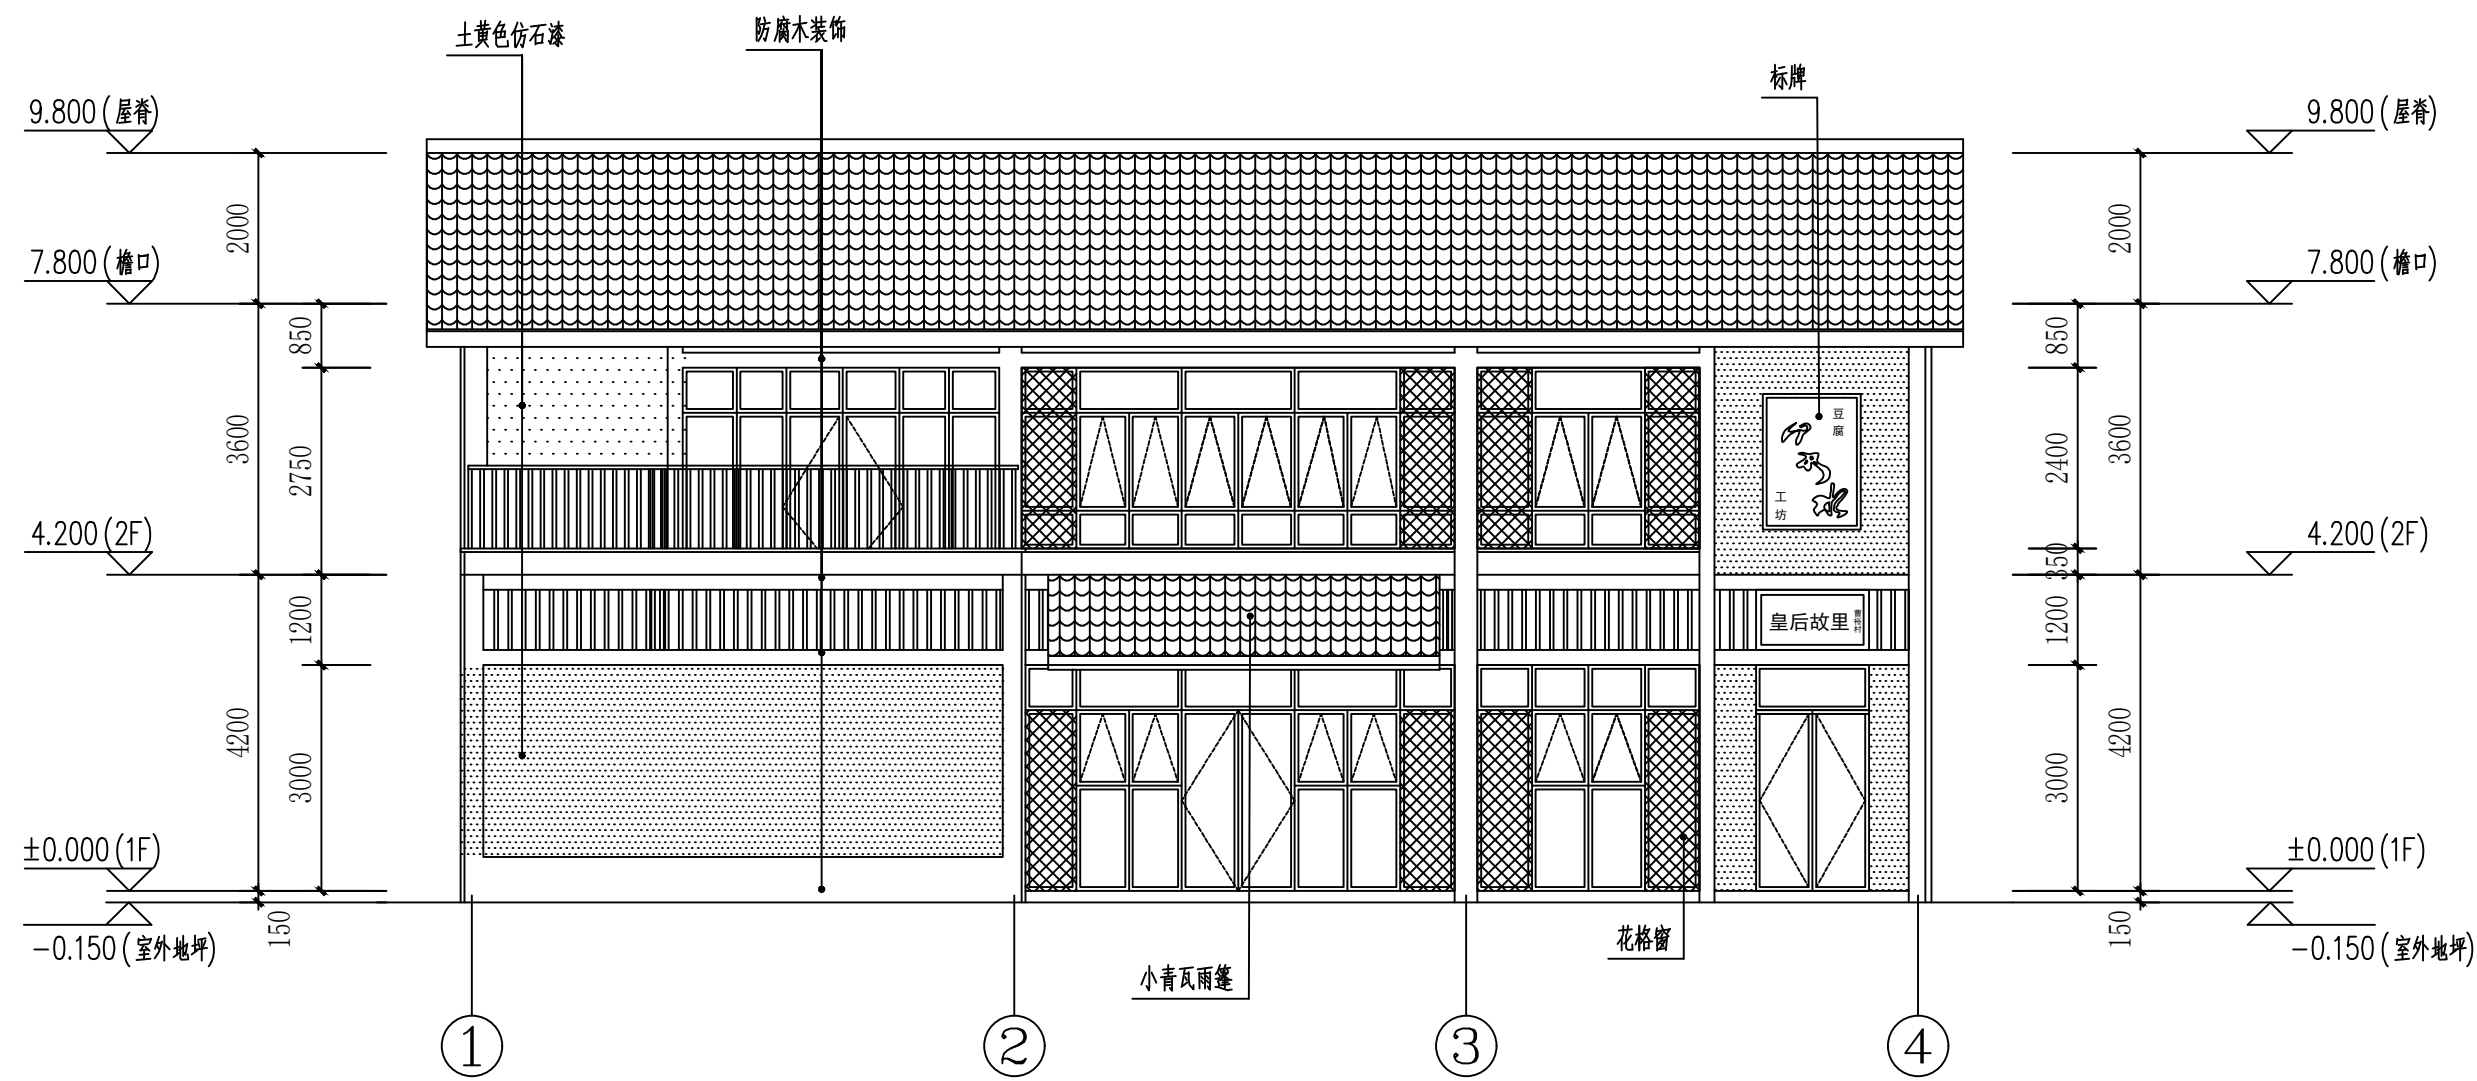 土黄色仿石漆
防腐木装饰
标牌
9.800(屋脊)
9.800(屋脊)
2000
2000
7.800(檐口)
7.800(檐口)
850
850
3600
2750
2400
3600
豆腐
工坊
4.200(2F)
4.200(2F)
350
1200
1200
皇后故里
4200
3000
3000
4200
±0.000(1F)
±0.000(1F)
150
150
-0.150(室外地坪)
-0.150(室外地坪)
花格窗
小青瓦雨篷
1
2
3
4